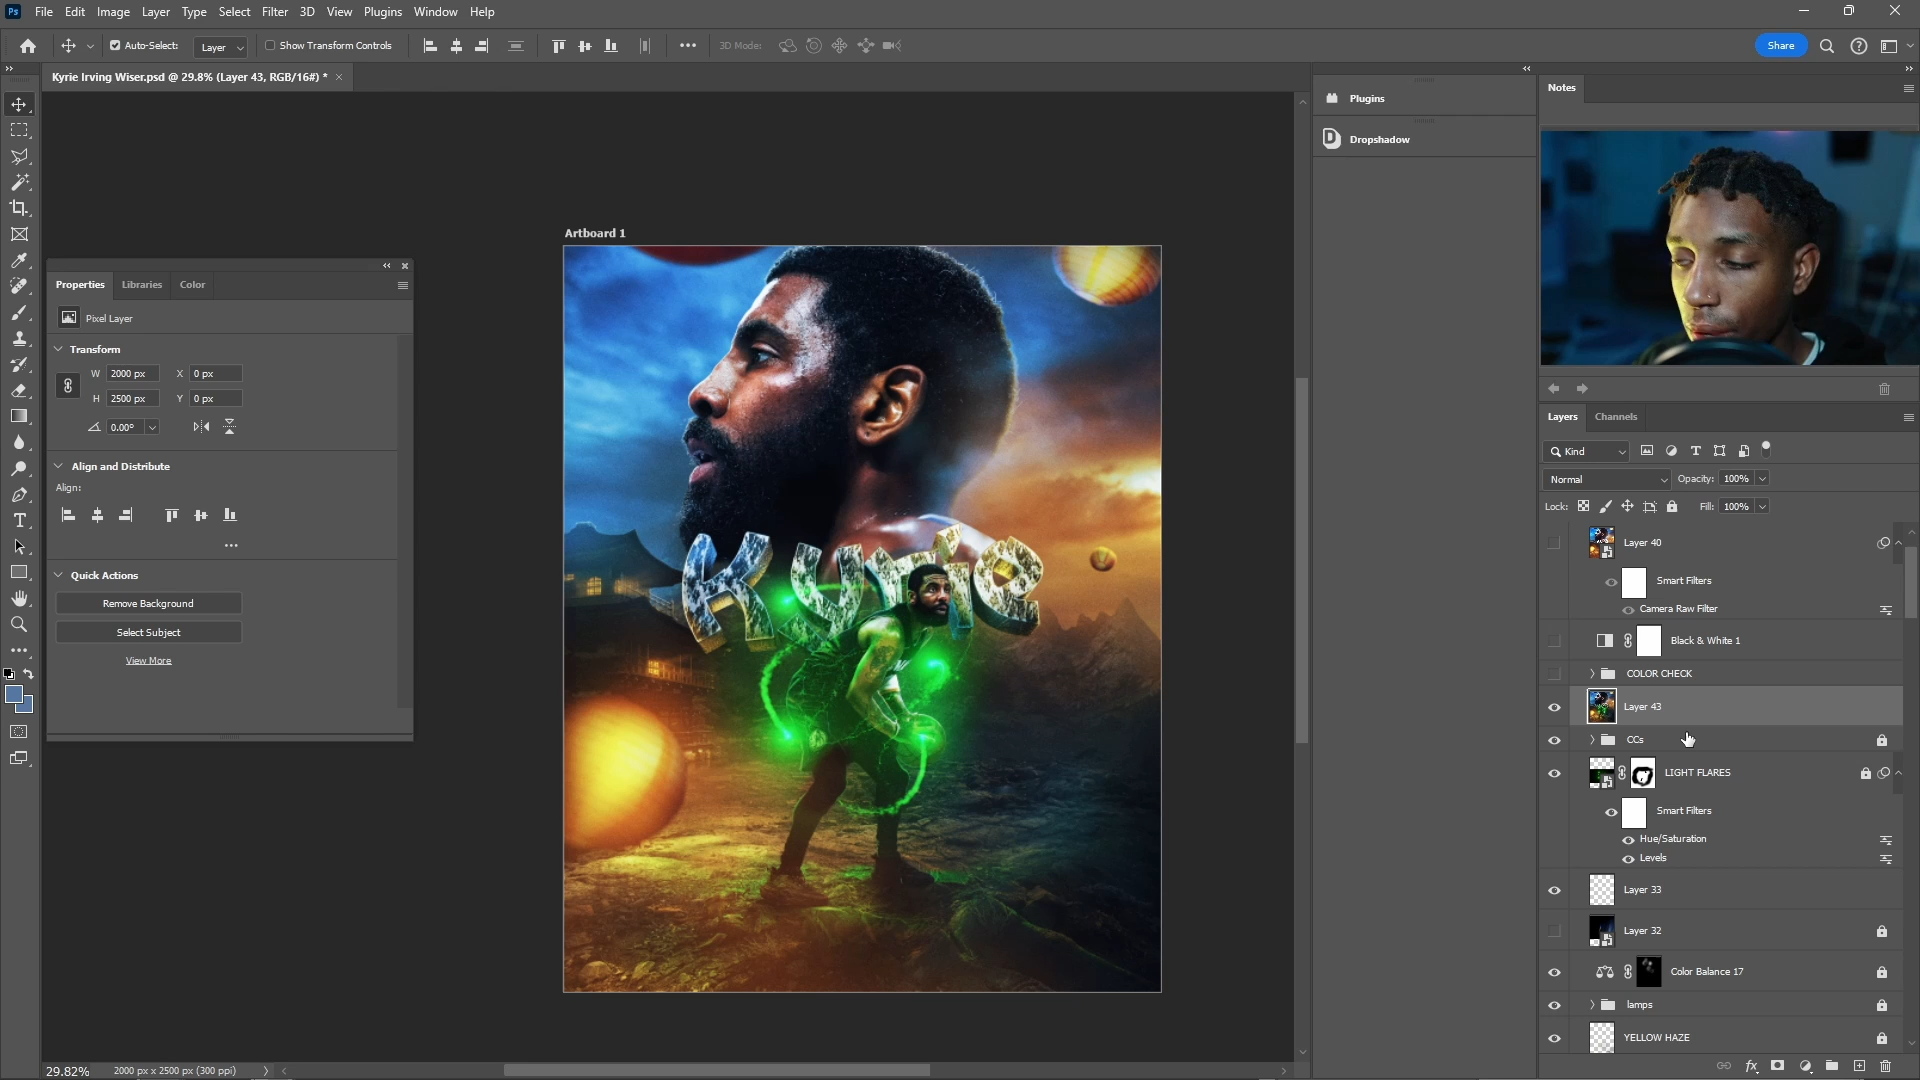 Ps File Edit Image Layer Type Select Filter 3D View Plugins Window Help
Auto-Select: Layer Show Transform Controls 3D Mode: Share
Kyrie Irving Wiser.psd @ 29.8% (Layer 43, RGB/16#) *
Artboard 1
Kyrie
Properties Libraries Color
Pixel Layer
Transform
W 2000 px X 0 px
H 2500 px Y 0 px
0.00°
Align and Distribute
Align:
Quick Actions
Remove Background
Select Subject
View More
29.82% 2000 px x 2500 px (300 ppi)
Plugins
Dropshadow
Notes
Layers Channels
Kind
Normal Opacity: 100%
Lock: Fill: 100%
Layer 40
Smart Filters
Camera Raw Filter
Black & White 1
COLOR CHECK
Layer 43
CCs
LIGHT FLARES
Smart Filters
Hue/Saturation
Levels
Layer 33
Layer 32
Color Balance 17
lamps
YELLOW HAZE
fx